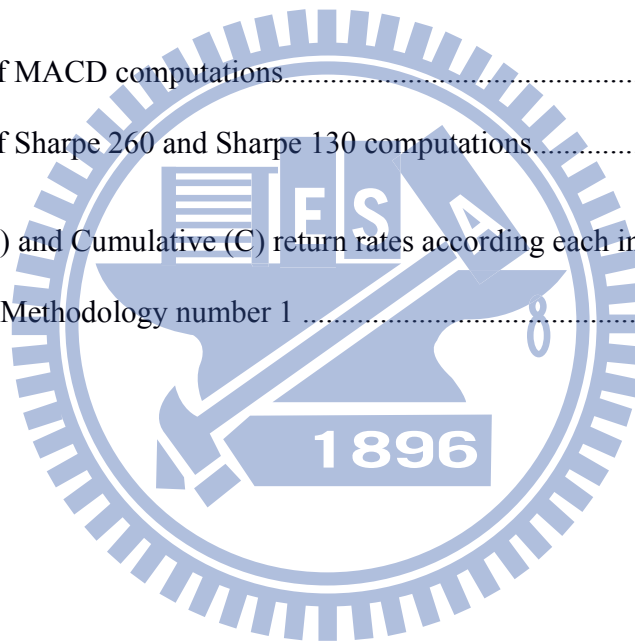 f MACD computations....................................................
f Sharpe 260 and Sharpe 130 computations................
) and Cumulative (C) return rates according each in
Methodology number 1 ....................................................
E S A
1896